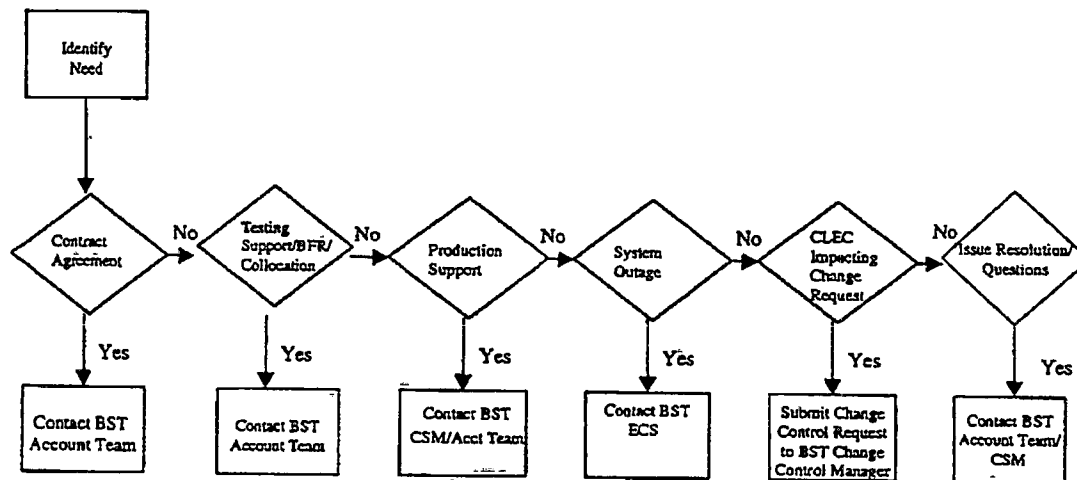 Identify
Need
Contract
Agreement
No
Testing
Support/BFR/
Collocation
No
Production
Support
No
System
Outage
No
CLEC
Impacting
Change
Request
No
Issue Resolution/
Questions
Yes
Yes
Yes
Yes
Yes
Yes
Contact BST
Account Team
Contact BST
Account Team
Contact BST
CSM/Acct Team
Contact BST
ECS
Submit Change
Control Request
to BST Change
Control Manager
Contact BST
Account Team/
CSM